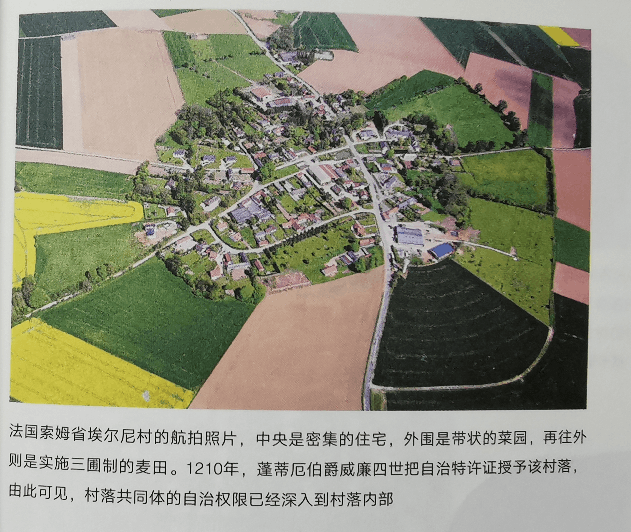 法国索姆省埃尔尼村的航拍照片，中央是密集的住宅，外围是带状的菜园，再往外
则是实施三圃制的麦田。1210年，蓬蒂厄伯爵威廉四世把自治特许证授予该村落，
由此可见，村落共同体的自治权限已经深入到村落内部